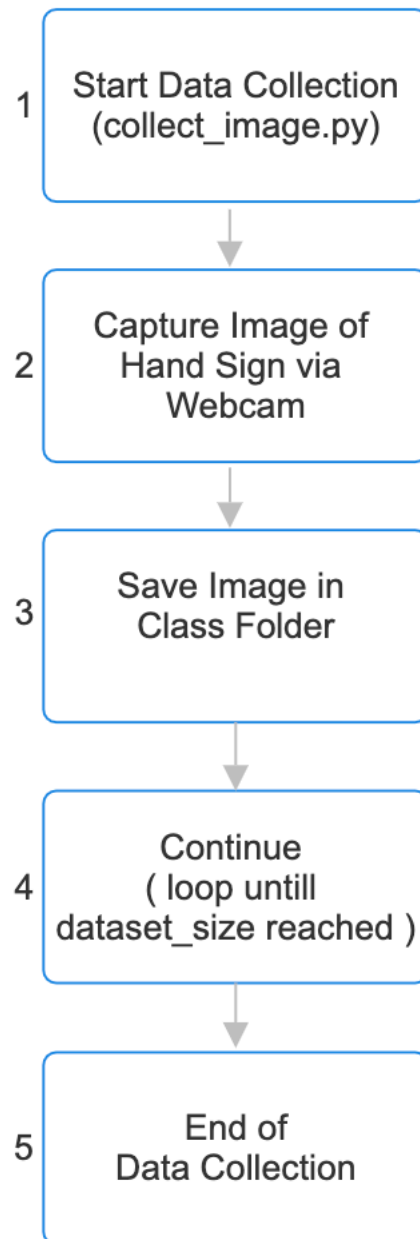 1
Start Data Collection
(collect_image.py)
2
Capture Image of
Hand Sign via
Webcam
3
Save Image in
Class Folder
4
Continue
( loop untill
dataset_size reached )
5
End of
Data Collection